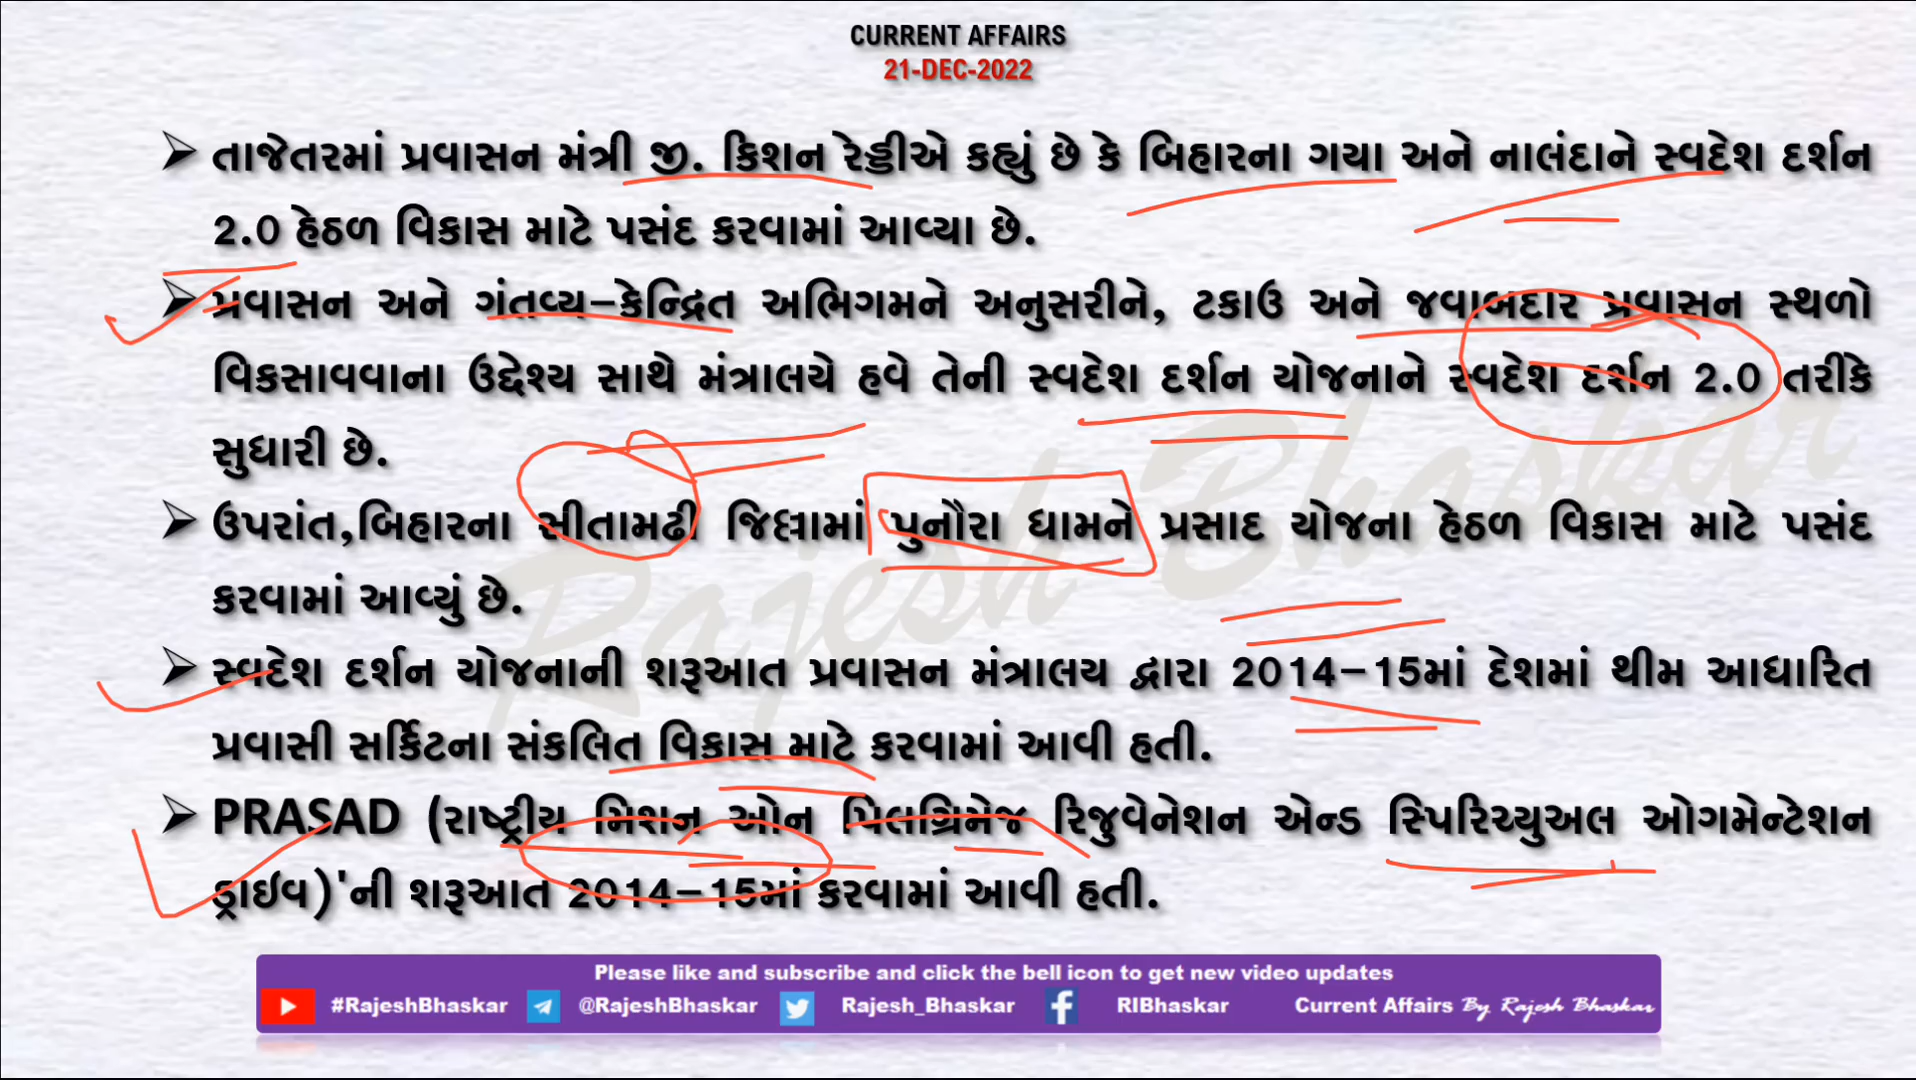 CURRENT AFFAIRS
21-DEC-2022
➢ તાજેતરમાં પ્રવાસન મંત્રી જી. કિશન રેડ્ડીએ કહ્યું છે કે બિહારના ગયા અને નાલંદાને સ્વદેશ દર્શન
2.0 હેઠળ વિકાસ માટે પસંદ કરવામાં આવ્યા છે.
➢ પ્રવાસન અને ગંતવ્ય-કેન્દ્રિત અભિગમને અનુસરીને, ટકાઉ અને જવાબદાર પ્રવાસન સ્થળો
વિકસાવવાના ઉદ્દેશ્ય સાથે મંત્રાલયે હવે તેની સ્વદેશ દર્શન યોજનાને સ્વદેશ દર્શન 2.0 તરીકે
સુધારી છે.
➢ ઉપરાંત,બિહારના સીતામઢી જિલ્લામાં પુનૌરા ધામને પ્રસાદ યોજના હેઠળ વિકાસ માટે પસંદ
કરવામાં આવ્યું છે.
➢ સ્વદેશ દર્શન યોજનાની શરૂઆત પ્રવાસન મંત્રાલય દ્વારા 2014-15માં દેશમાં થીમ આધારિત
પ્રવાસી સર્કિટના સંકલિત વિકાસ માટે કરવામાં આવી હતી.
➢ PRASAD (રાષ્ટ્રીય મિશન ઓન પિલગ્રિમેજ રિજુવેનેશન એન્ડ સ્પિરિચ્યુઅલ ઓગમેન્ટેશન
ડ્રાઇવ)'ની શરૂઆત 2014-15માં કરવામાં આવી હતી.
Rajesh Bhaskar
Please like and subscribe and click the bell icon to get new video updates
#RajeshBhaskar @RajeshBhaskar Rajesh_Bhaskar RIBhaskar Current Affairs By Rajesh Bhaskar